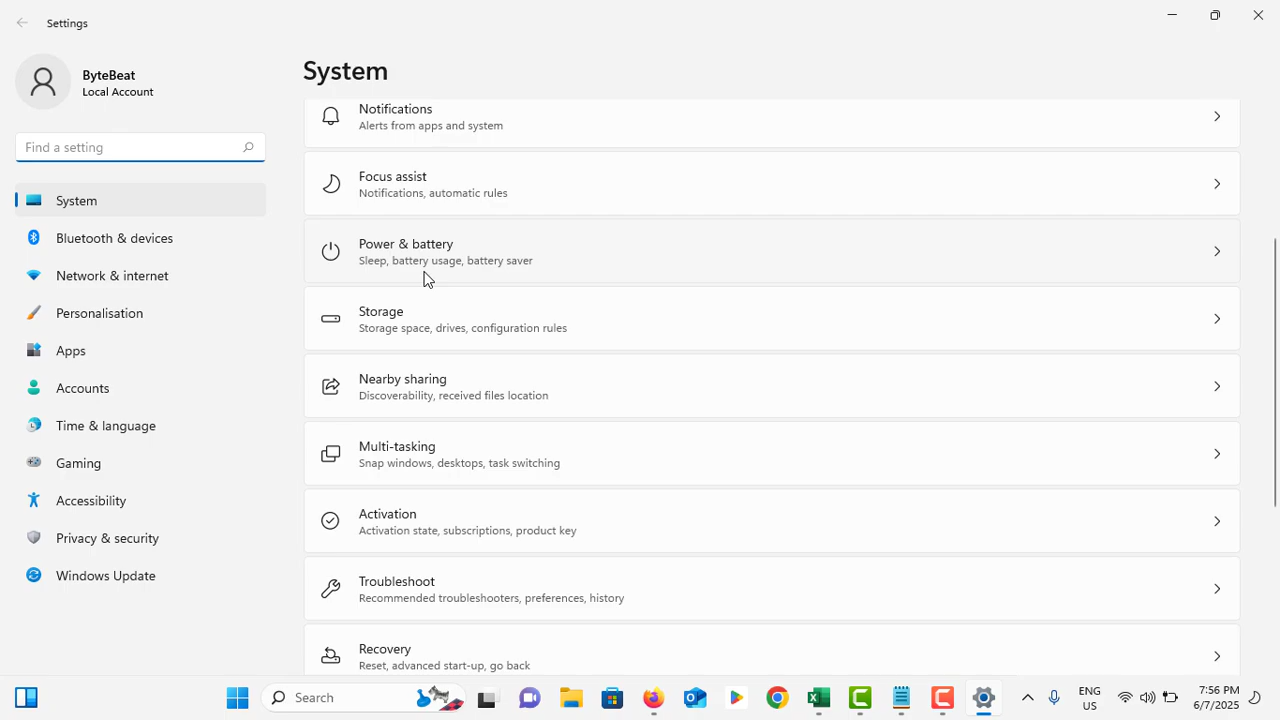 Settings
ByteBeat
Local Account
Find a setting
System
Bluetooth & devices
Network & internet
Personalisation
Apps
Accounts
Time & language
Gaming
Accessibility
Privacy & security
Windows Update
System
Notifications
Alerts from apps and system
Focus assist
Notifications, automatic rules
Power & battery
Sleep, battery usage, battery saver
Storage
Storage space, drives, configuration rules
Nearby sharing
Discoverability, received files location
Multi-tasking
Snap windows, desktops, task switching
Activation
Activation state, subscriptions, product key
Troubleshoot
Recommended troubleshooters, preferences, history
Recovery
Reset, advanced start-up, go back
Search
ENG
US
7:56 PM
6/7/2025